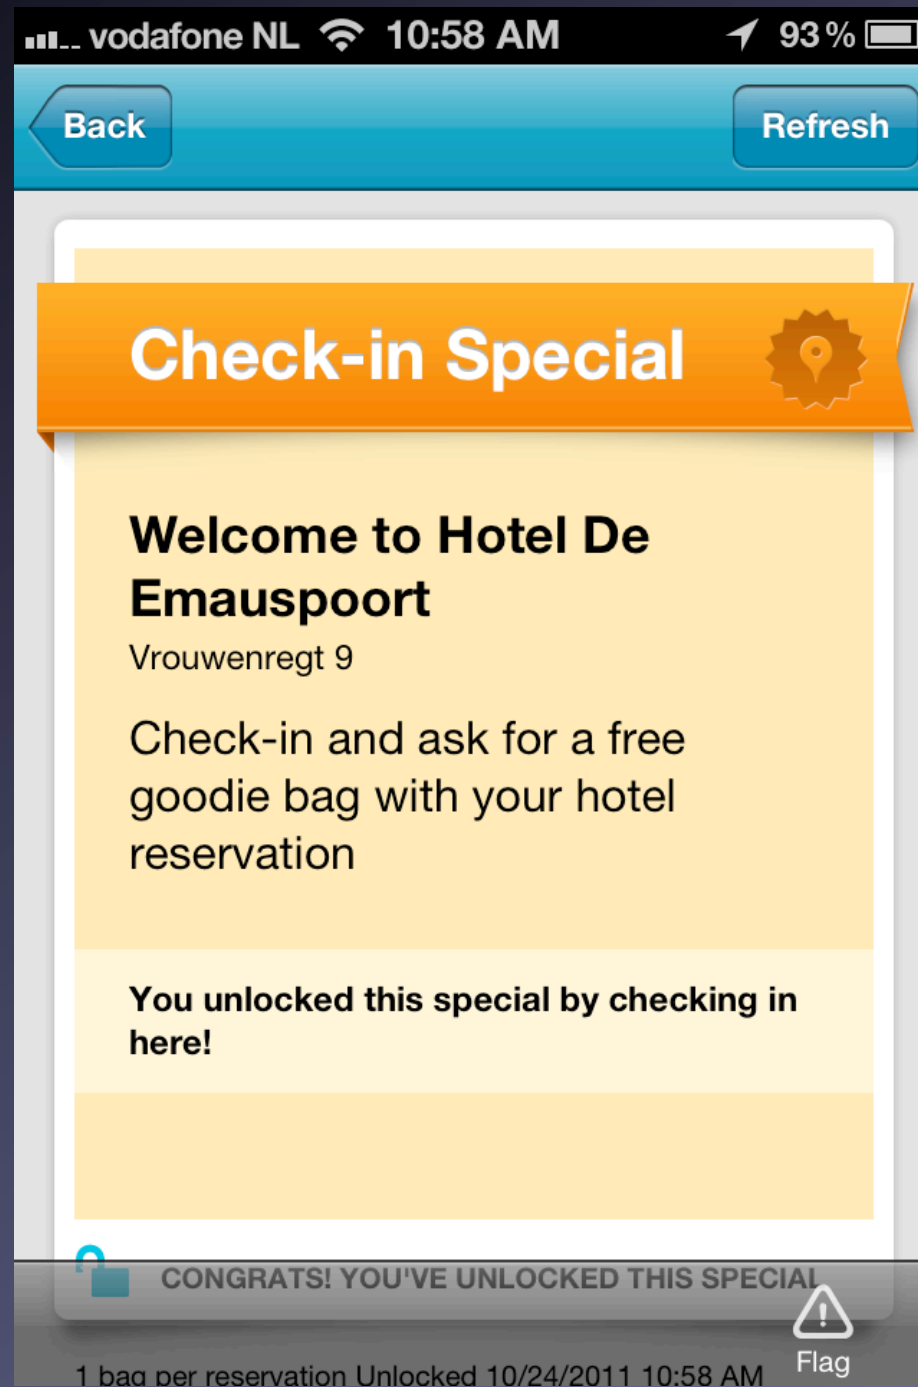 vodafone NL 10:58 AM 93%
Back Refresh
Check-in Special
Welcome to Hotel De
Emauspoort
Vrouwenregt 9
Check-in and ask for a free
goodie bag with your hotel
reservation
You unlocked this special by checking in
here!
CONGRATS! YOU'VE UNLOCKED THIS SPECIAL
Flag
1 bag per reservation Unlocked 10/24/2011 10:58 AM